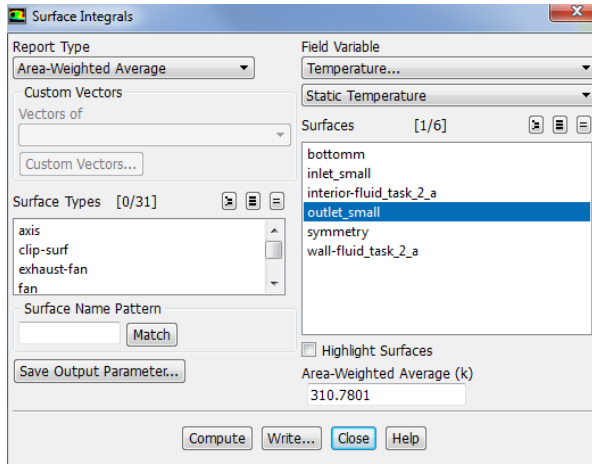 Surface Integrals
Report Type
Area-Weighted Average
Custom Vectors
Vectors of
Custom Vectors...
Surface Types [0/31]
axis
clip-surf
exhaust-fan
fan
Surface Name Pattern
Match
Save Output Parameter...
Field Variable
Temperature...
Static Temperature
Surfaces [1/6]
bottomm
inlet_small
interior-fluid_task_2_a
outlet_small
symmetry
wall-fluid_task_2_a
Highlight Surfaces
Area-Weighted Average (k)
310.7801
Compute Write... Close Help